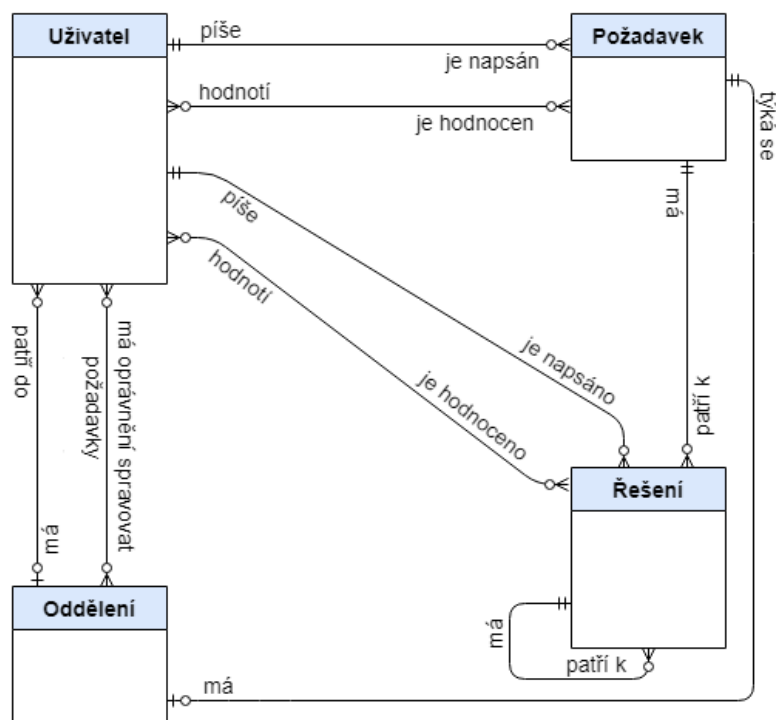 Uživatel
píše
je napsán
Požadavek
hodnotí
je hodnocen
týká se
píše
je napsáno
má
patří k
hodnotí
je hodnoceno
patří do
má
má oprávnění spravovat
požadavky
Řešení
má
patří k
Oddělení
má